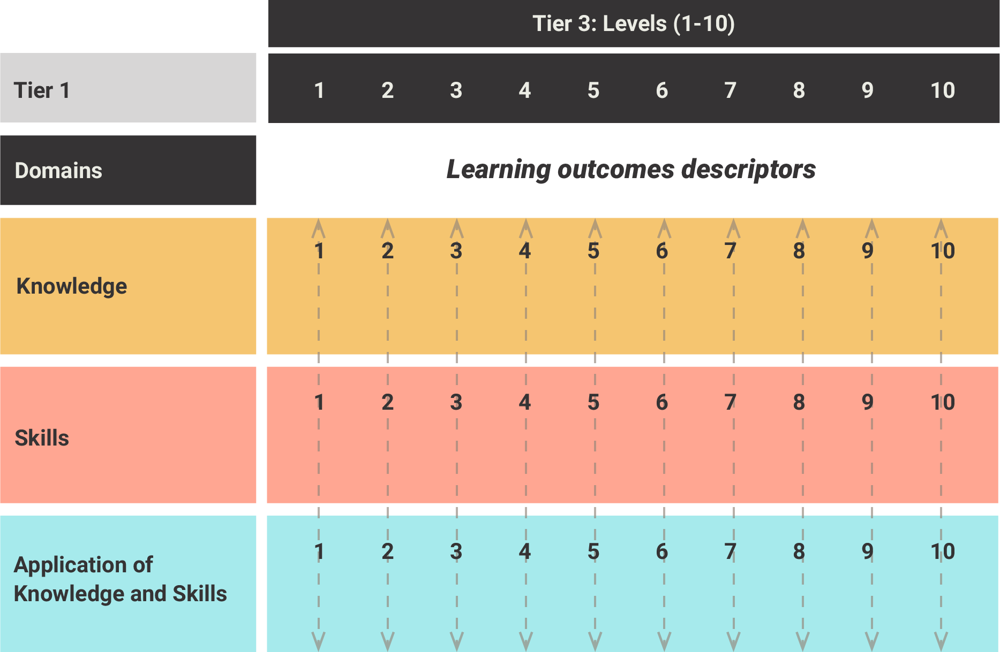 Tier 3: Levels (1-10)
Tier 1 1 2 3 4 5 6 7 8 9 10
Domains
Learning outcomes descriptors
Knowledge
1 2 3 4 5 6 7 8 9 10
Skills
1 2 3 4 5 6 7 8 9 10
Application of
Knowledge and Skills
1 2 3 4 5 6 7 8 9 10